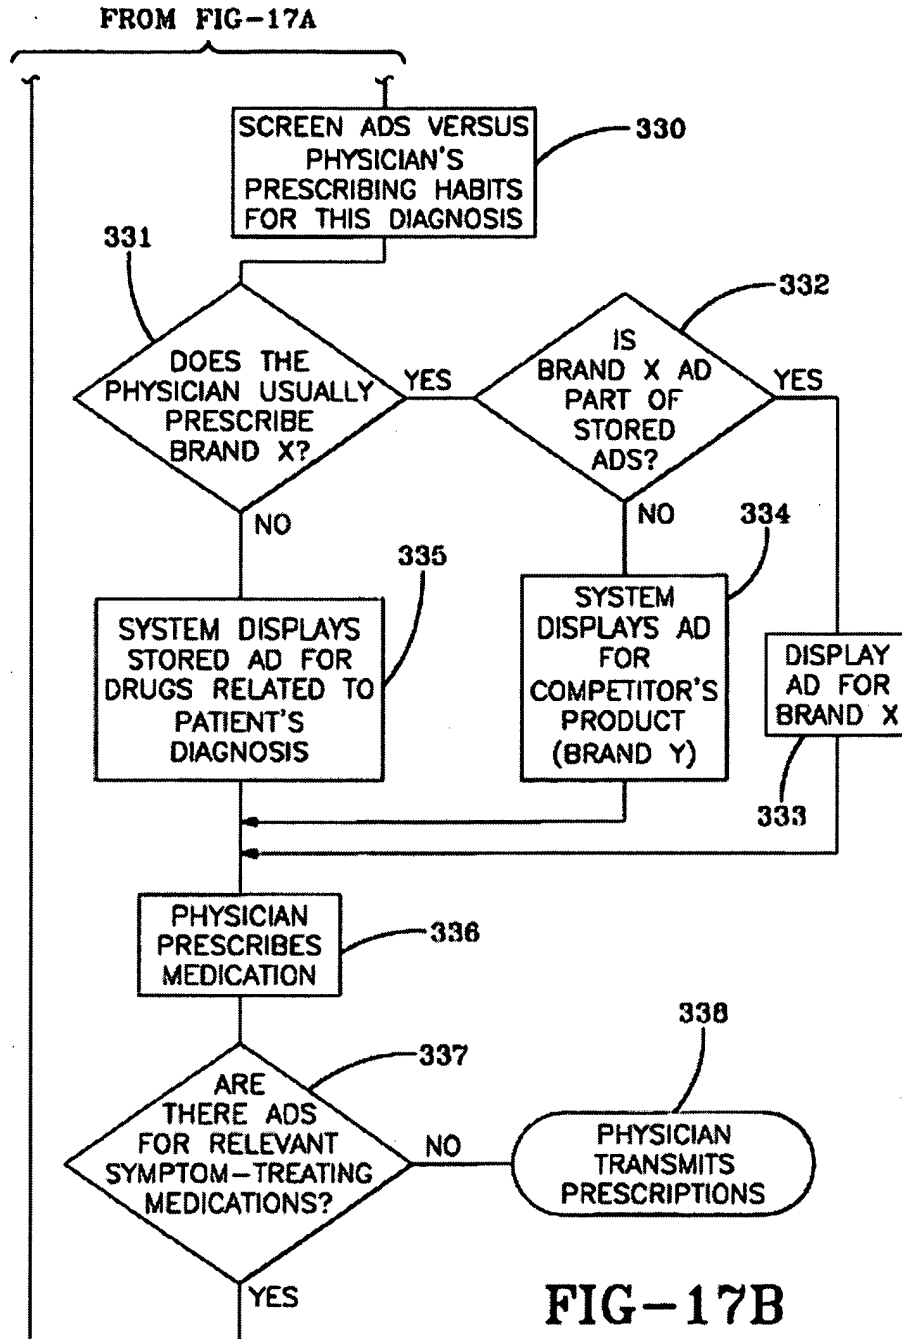 FROM FIG-17A
SCREEN ADS VERSUS
PHYSICIAN'S
PRESCRIBING HABITS
FOR THIS DIAGNOSIS
330
331
DOES THE
PHYSICIAN USUALLY
PRESCRIBE
BRAND X?
YES
NO
332
IS
BRAND X AD
PART OF
STORED
ADS?
YES
NO
335
SYSTEM DISPLAYS
STORED AD FOR
DRUGS RELATED TO
PATIENT'S
DIAGNOSIS
334
SYSTEM
DISPLAYS AD
FOR
COMPETITOR'S
PRODUCT
(BRAND Y)
DISPLAY
AD FOR
BRAND X
333
PHYSICIAN
PRESCRIBES
MEDICATION
336
337
ARE
THERE ADS
FOR RELEVANT
SYMPTOM-TREATING
MEDICATIONS?
NO
YES
338
PHYSICIAN
TRANSMITS
PRESCRIPTIONS
FIG-17B